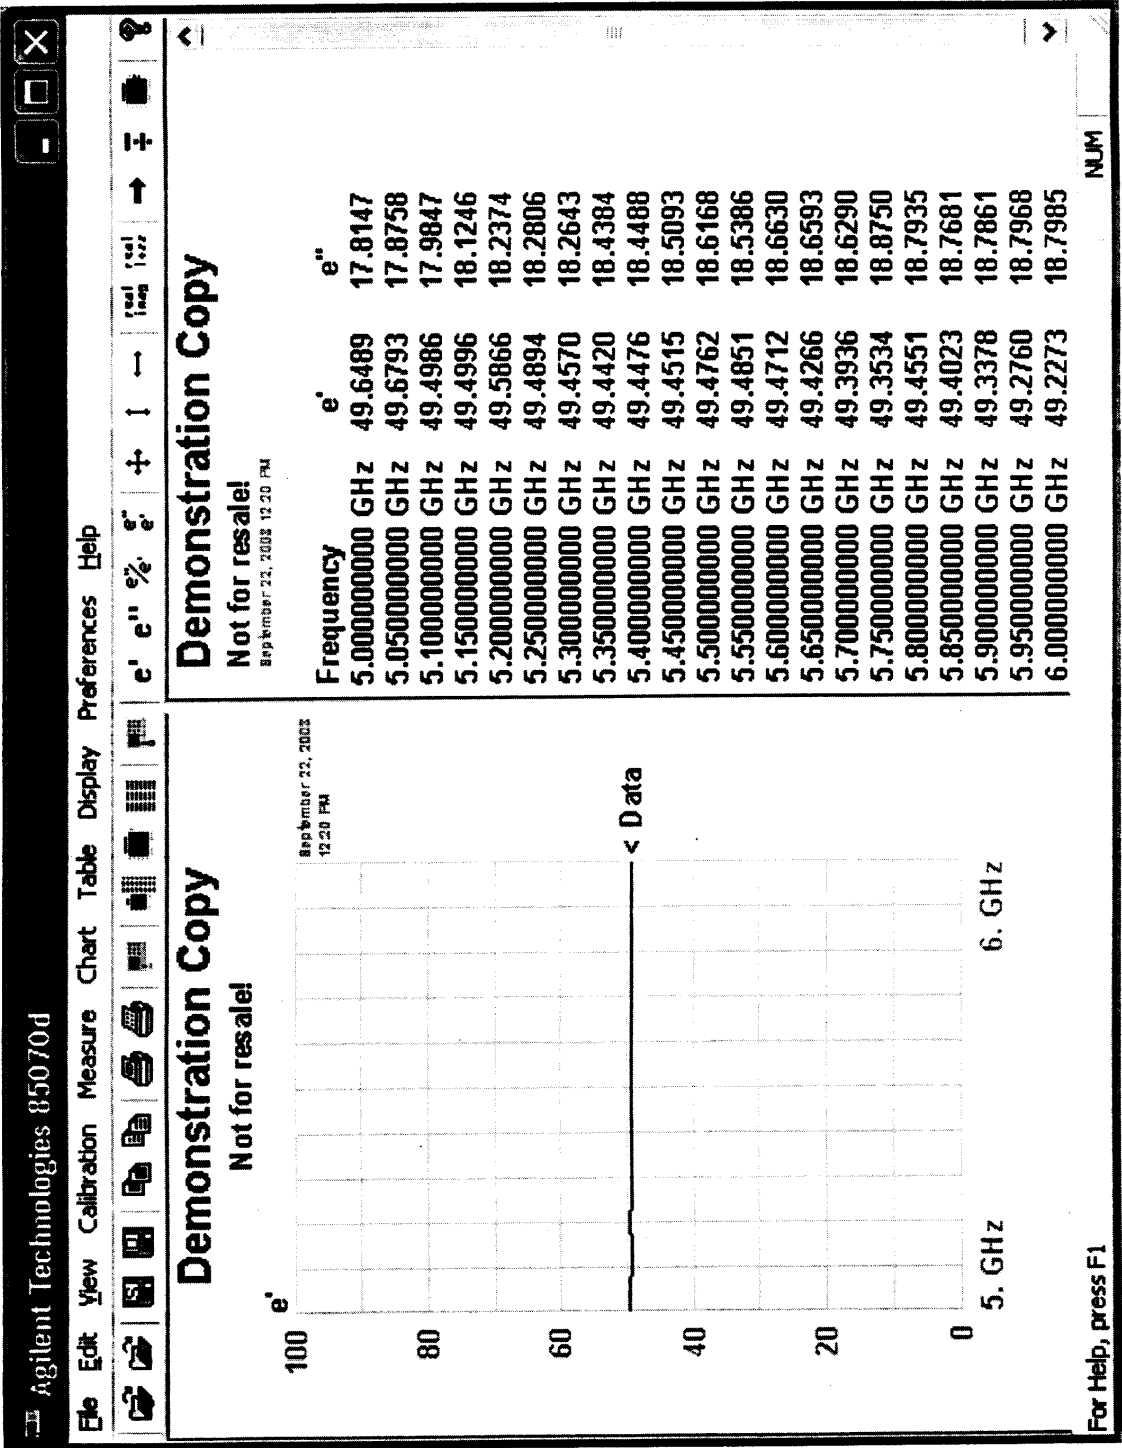 Agilent Technologies 85070d
File Edit View Calibration Measure Chart Table Display Preferences Help
e' e'' e''/e' e'' e' real imag real 1+zz
Demonstration Copy
Not for resale!
September 22, 2008
12:20 PM
e'
100
80
60
40
20
0
< Data
5. GHz 6. GHz
Demonstration Copy
Not for resale!
September 22, 2008 12:20 PM
Frequency e' e''
5.000000000 GHz 49.6489 17.8147
5.050000000 GHz 49.6793 17.8758
5.100000000 GHz 49.4986 17.9847
5.150000000 GHz 49.4996 18.1246
5.200000000 GHz 49.5866 18.2374
5.250000000 GHz 49.4894 18.2806
5.300000000 GHz 49.4570 18.2643
5.350000000 GHz 49.4420 18.4384
5.400000000 GHz 49.4476 18.4488
5.450000000 GHz 49.4515 18.5093
5.500000000 GHz 49.4762 18.6168
5.550000000 GHz 49.4851 18.5386
5.600000000 GHz 49.4712 18.6630
5.650000000 GHz 49.4266 18.6593
5.700000000 GHz 49.3936 18.6290
5.750000000 GHz 49.3534 18.8750
5.800000000 GHz 49.4551 18.7935
5.850000000 GHz 49.4023 18.7681
5.900000000 GHz 49.3378 18.7861
5.950000000 GHz 49.2760 18.7968
6.000000000 GHz 49.2273 18.7985
For Help, press F1
NUM